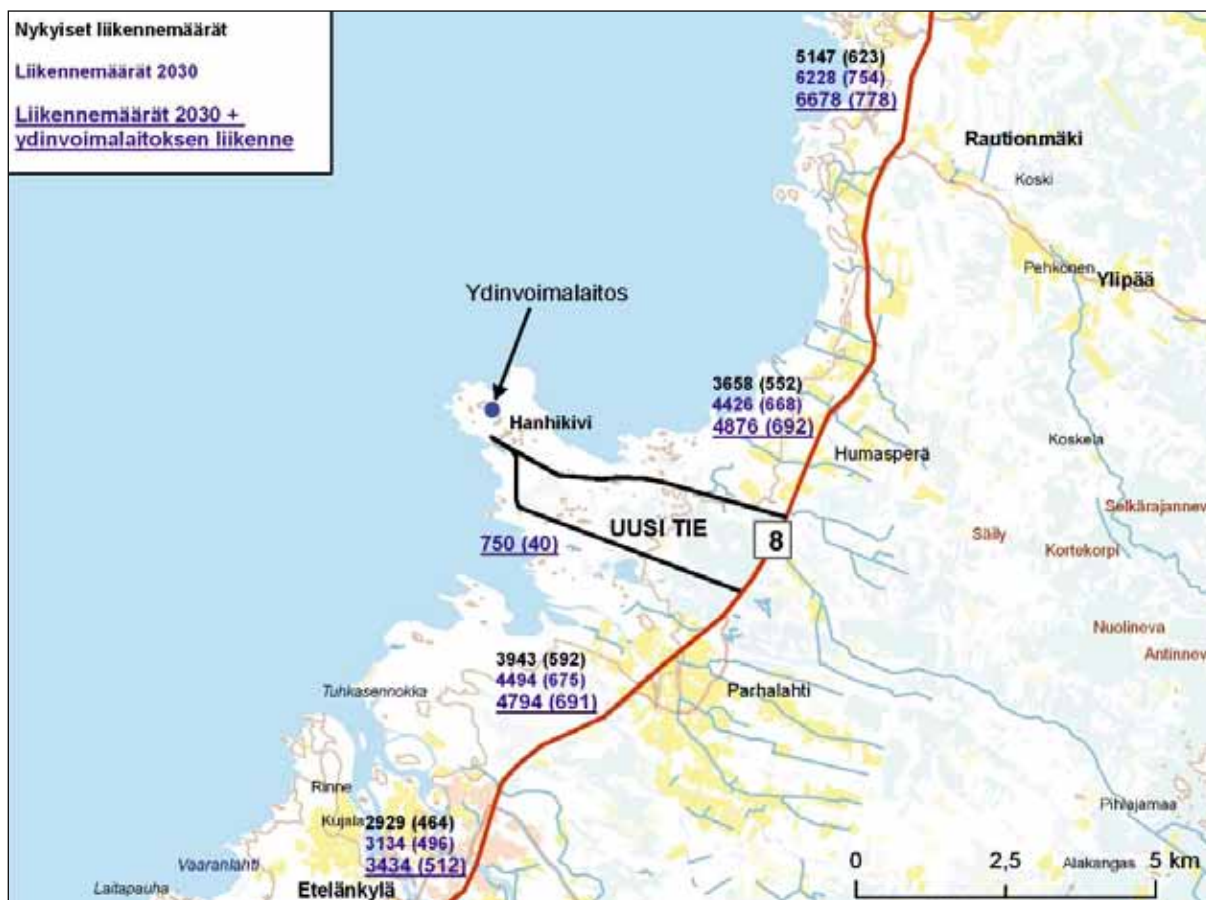 Nykyiset liikennemäärät
Liikennemäärät 2030
Liikennemäärät 2030 +
ydinvoimalaitoksen liikenne
5147 (623)
6228 (754)
6678 (778)
Rautionmäki
Koski
Pehkonen
Ylipää
Ydinvoimalaitos
Hanhikivi
3658 (552)
4426 (668)
4876 (692)
Humasperä
Koskela
Selkärajannev
UUSI TIE
8
Säily
Kortekorpi
750 (40)
Nuolineva
Antinnev
3943 (592)
4494 (675)
4794 (691)
Tuhkasennokka
Parhalahti
Rinne
Kujala
2929 (464)
3134 (496)
3434 (512)
Pihlajamaa
Vaaranlahti
Laitapauha
Etelänkylä
0 2,5 Alakangas 5 km